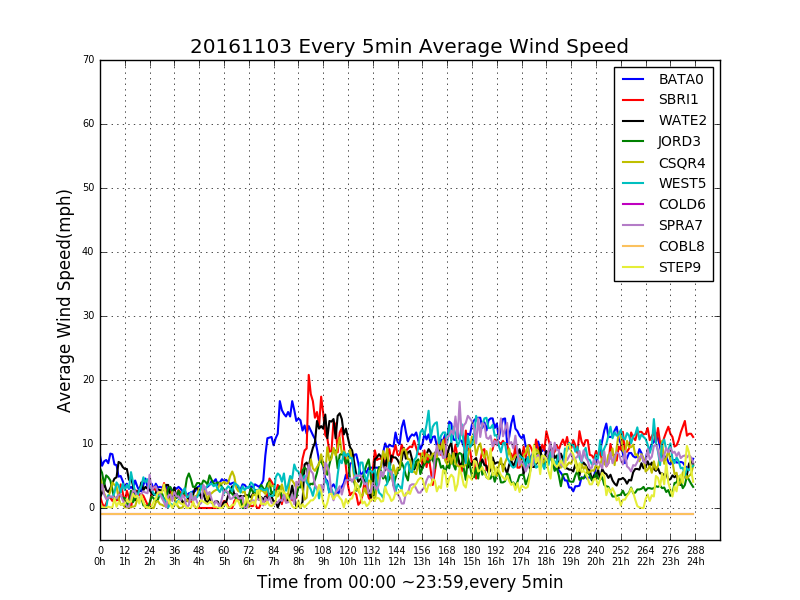 20161103 Every 5min Average Wind Speed
70
60
50
40
30
20
10
0
Average Wind Speed(mph)
BATA0
SBRI1
WATE2
JORD3
CSQR4
WEST5
COLD6
SPRA7
COBL8
STEP9
0 12 24 36 48 60 72 84 96 108 120 132 144 156 168 180 192 204 216 228 240 252 264 276 288
0h 1h 2h 3h 4h 5h 6h 7h 8h 9h 10h 11h 12h 13h 14h 15h 16h 17h 18h 19h 20h 21h 22h 23h 24h
Time from 00:00 ~23:59,every 5min